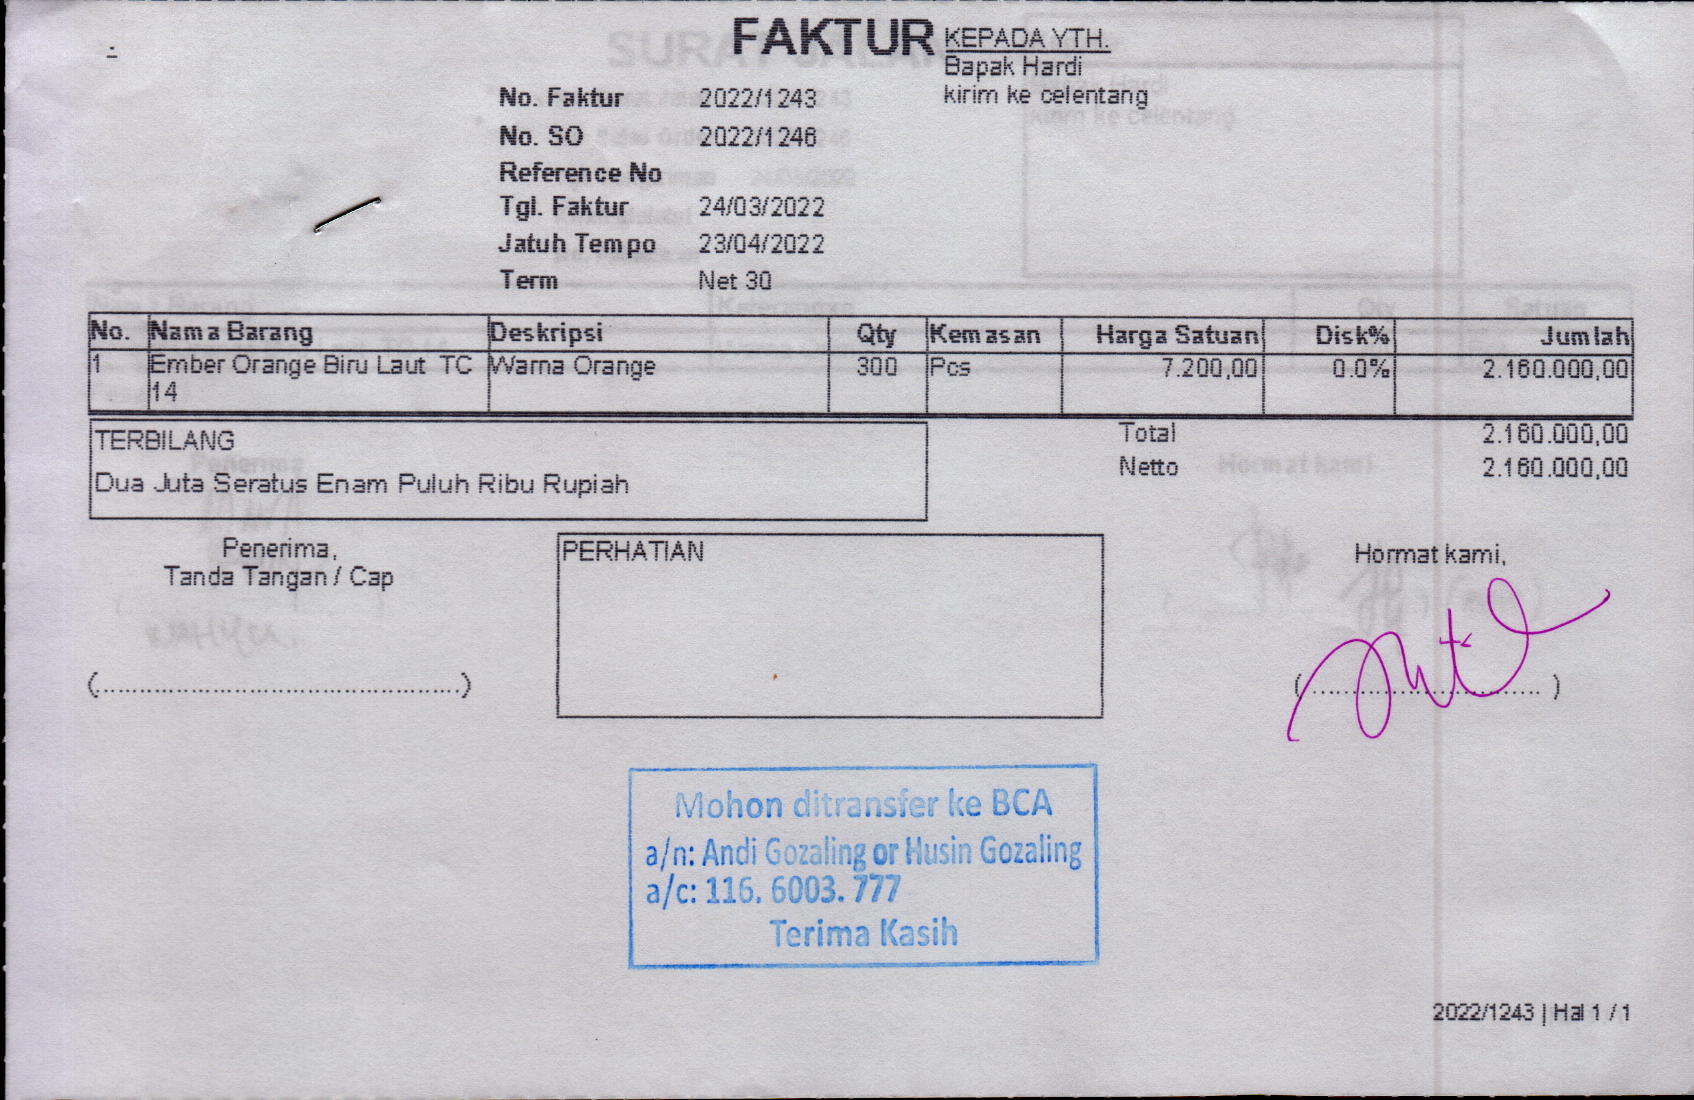 FAKTUR
KEPADA YTH.
Bapak Hardi
kirim ke celentang
No. Faktur 2022/1243
No. SO 2022/1246
Reference No
Tgl. Faktur 24/03/2022
Jatuh Tempo 23/04/2022
Term Net 30
No. Nama Barang Deskripsi Qty Kemasan Harga Satuan Disk% Jumlah
1 Ember Orange Biru Laut TC Warna Orange 300 Pcs 7.200,00 0.0% 2.160.000,00
14
TERBILANG
Dua Juta Seratus Enam Puluh Ribu Rupiah
Total 2.160.000,00
Netto 2.160.000,00
Penerima,
Tanda Tangan / Cap
(................................................)
PERHATIAN
Hormat kami,
(............................... )
Mohon ditransfer ke BCA
a/n: Andi Gozaling or Husin Gozaling
a/c: 116. 6003. 777
Terima Kasih
2022/1243 | Hal 1 / 1